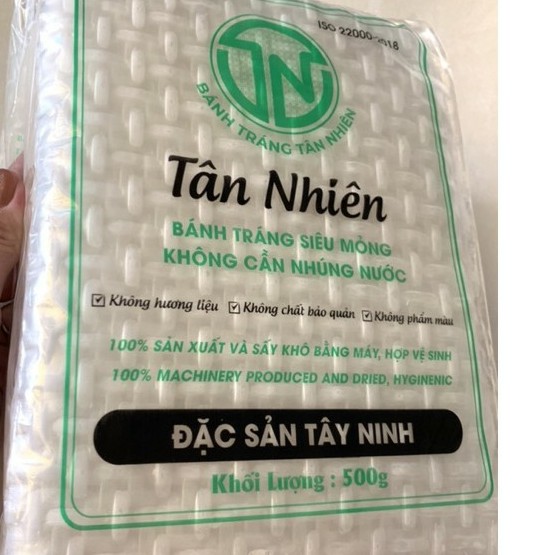 ISO 22000-2018
TN
BÁNH TRÁNG TÂN NHIÊN
Tân Nhiên
BÁNH TRÁNG SIÊU MỎNG
KHÔNG CẦN NHÚNG NƯỚC
Không hương liệu Không chất bảo quản Không phẩm màu
100% SẢN XUẤT VÀ SẤY KHÔ BẰNG MÁY, HỢP VỆ SINH
100% MACHINERY PRODUCED AND DRIED, HYGINENIC
ĐẶC SẢN TÂY NINH
Khối Lượng : 500g